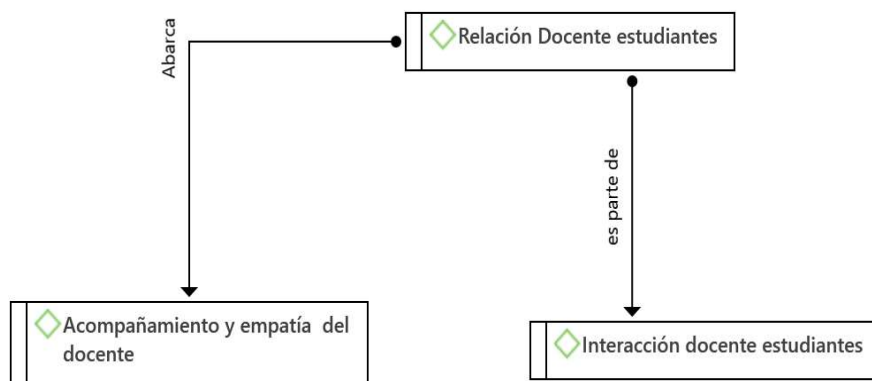 Relación Docente estudiantes
Abarca
es parte de
Acompañamiento y empatía del
docente
Interacción docente estudiantes